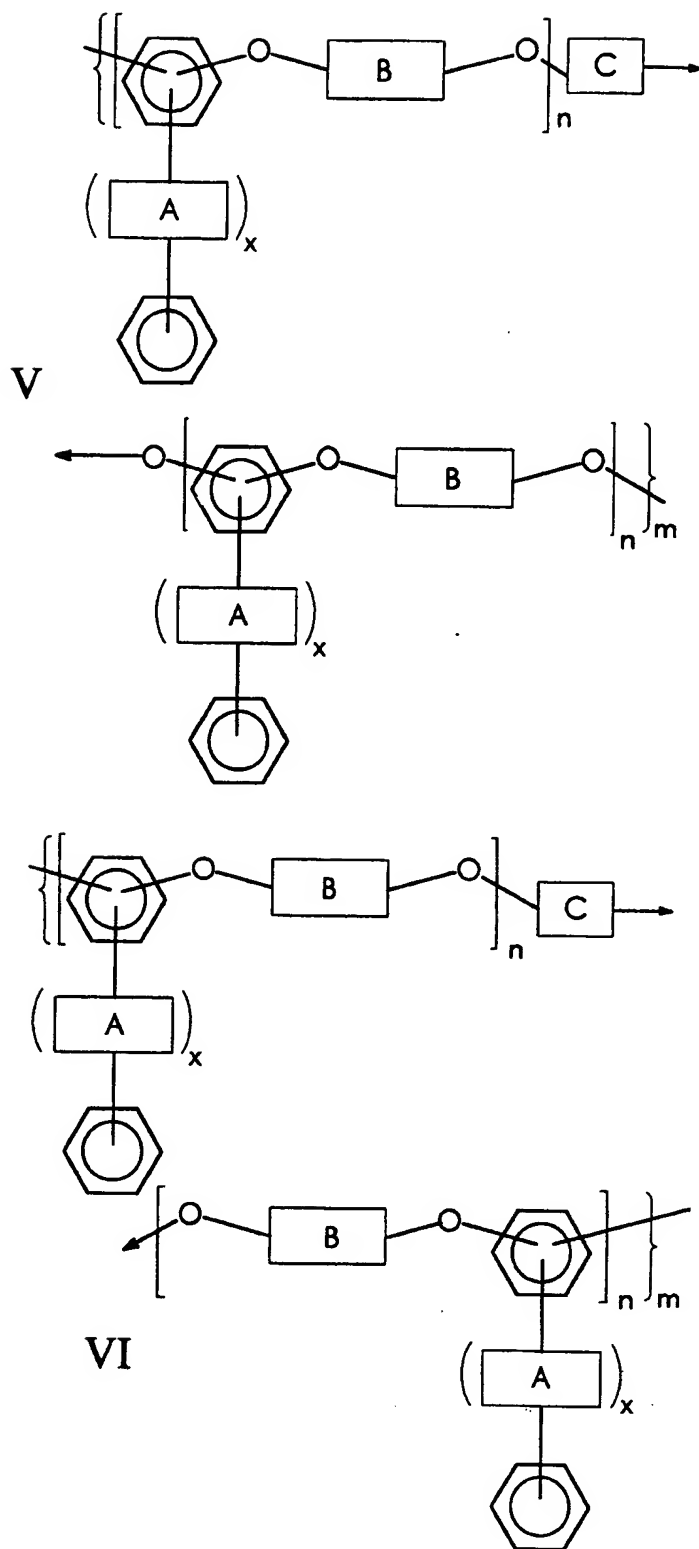 {[ O B O ]n C
( A )x
V
O [ O B O ]n }m
( A )x
{[ O B O ]n C
( A )x
[ O B O ]n }m
VI
( A )x